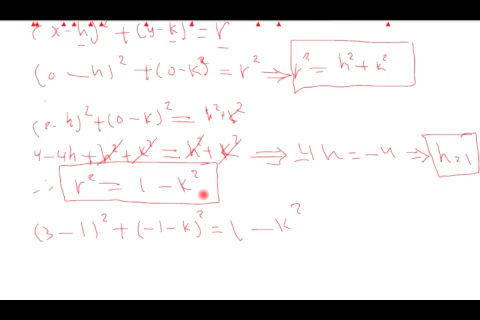 (x-h)² + (y-k)² = r
(0-h)² + (0-k)² = r² ⇒ r² = h² + k²
(2-h)² + (0-k)² = h² + k²
4-4h + h² + k² = h² + k² ⇒ -4h = -4 ⇒ h = 1
∴ r² = 1 - k²
(3-1)² + (-1-k)² = 1 - k²